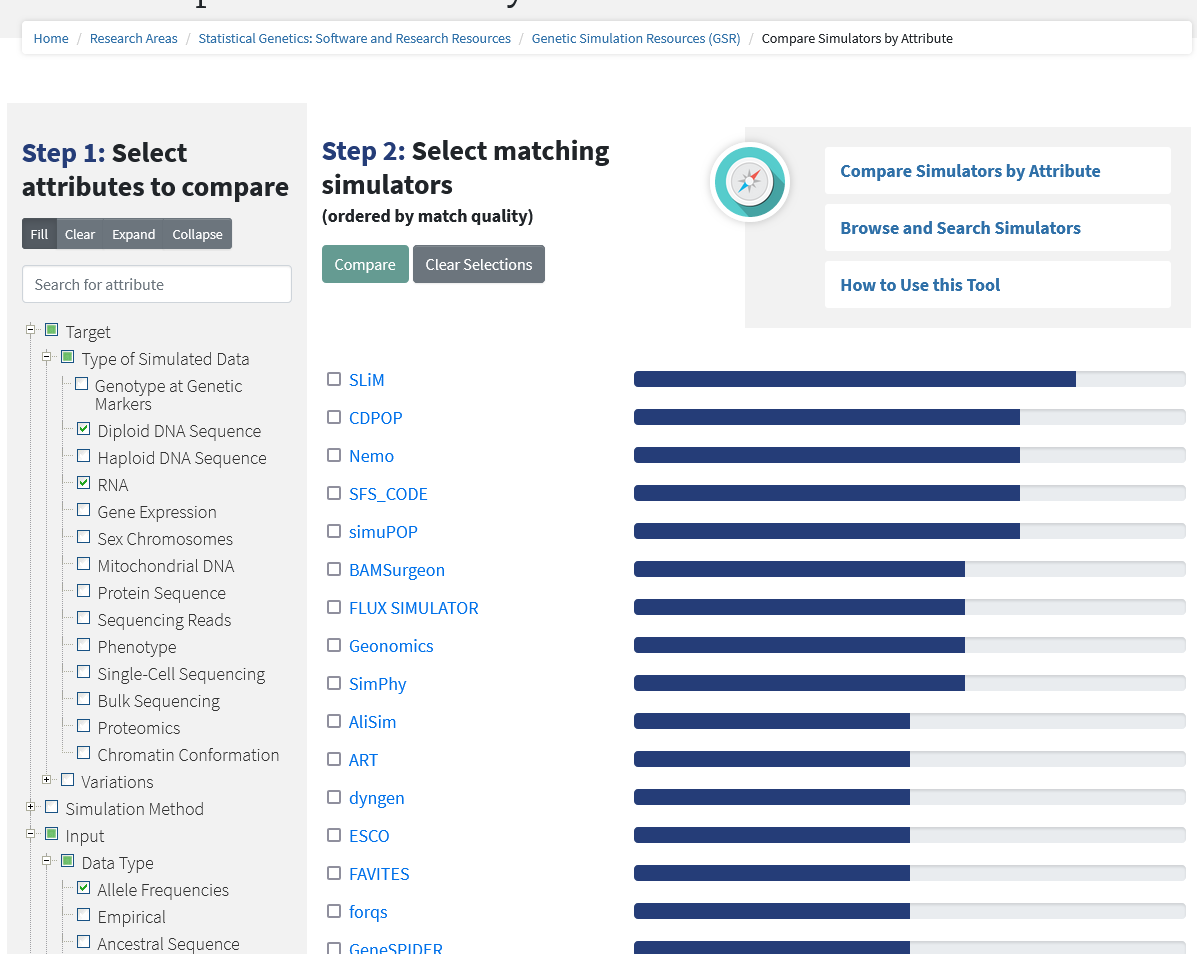 Home / Research Areas / Statistical Genetics: Software and Research Resources / Genetic Simulation Resources (GSR) / Compare Simulators by Attribute
Step 1: Select
attributes to compare
Fill Clear Expand Collapse
Search for attribute
Target
Type of Simulated Data
Genotype at Genetic
Markers
Diploid DNA Sequence
Haploid DNA Sequence
RNA
Gene Expression
Sex Chromosomes
Mitochondrial DNA
Protein Sequence
Sequencing Reads
Phenotype
Single-Cell Sequencing
Bulk Sequencing
Proteomics
Chromatin Conformation
Variations
Simulation Method
Input
Data Type
Allele Frequencies
Empirical
Ancestral Sequence
Step 2: Select matching
simulators
(ordered by match quality)
Compare Clear Selections
Compare Simulators by Attribute
Browse and Search Simulators
How to Use this Tool
SLiM
CDPOP
Nemo
SFS_CODE
simuPOP
BAMSurgeon
FLUX SIMULATOR
Geonomics
SimPhy
AliSim
ART
dyngen
ESCO
FAVITES
forqs
GeneSPIDER